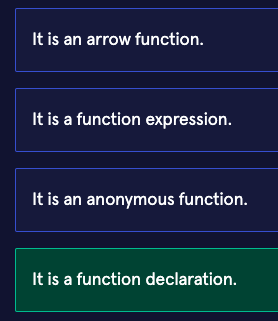 It is an arrow function.
It is a function expression.
It is an anonymous function.
It is a function declaration.